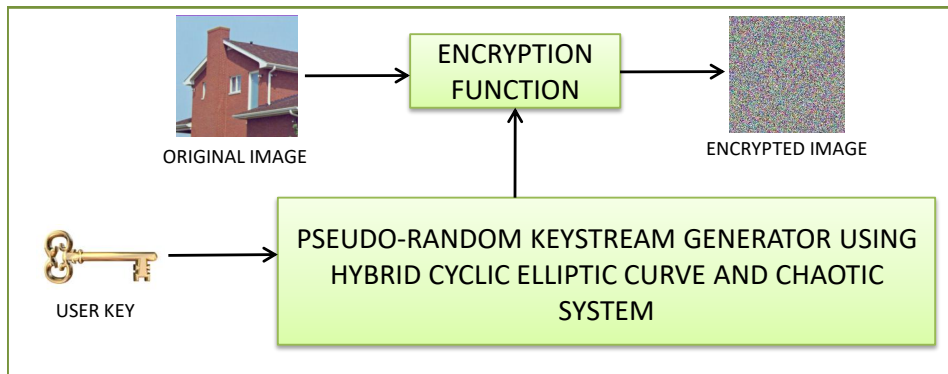 ENCRYPTION
FUNCTION
ORIGINAL IMAGE
ENCRYPTED IMAGE
PSEUDO-RANDOM KEYSTREAM GENERATOR USING
HYBRID CYCLIC ELLIPTIC CURVE AND CHAOTIC
SYSTEM
USER KEY